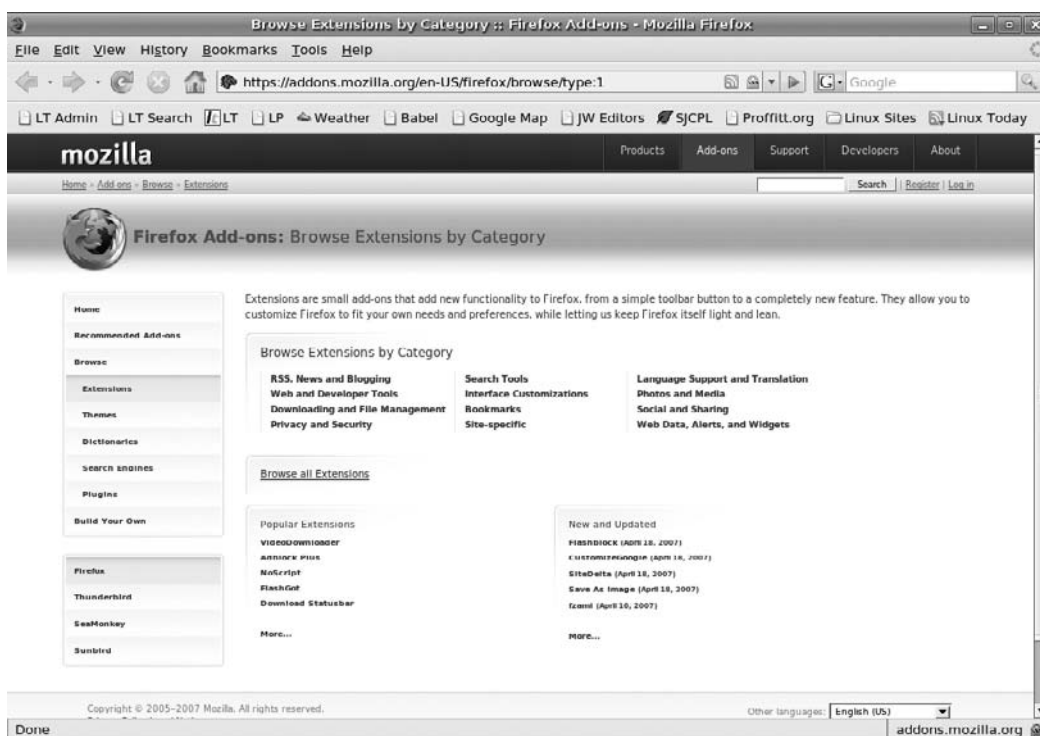 Browse Extensions by Category :: Firefox Add-ons - Mozilla Firefox
File Edit View History Bookmarks Tools Help
https://addons.mozilla.org/en-US/firefox/browse/type:1 G Google
LT Admin LT Search LT LP Weather Babel Google Map JW Editors SJCPL Proffitt.org Linux Sites Linux Today
mozilla Products Add-ons Support Developers About
Home » Add-ons » Browse » Extensions Search | Register | Log in
Firefox Add-ons: Browse Extensions by Category
Home
Recommended Add-ons
Browse
Extensions
Themes
Dictionaries
Search Engines
Plugins
Build Your Own
Firefox
Thunderbird
SeaMonkey
Sunbird
Extensions are small add-ons that add new functionality to Firefox, from a simple toolbar button to a completely new feature. They allow you to
customize Firefox to fit your own needs and preferences, while letting us keep Firefox itself light and lean.
Browse Extensions by Category
RSS, News and Blogging Search Tools Language Support and Translation
Web and Developer Tools Interface Customizations Photos and Media
Downloading and File Management Bookmarks Social and Sharing
Privacy and Security Site-specific Web Data, Alerts, and Widgets
Browse all Extensions
Popular Extensions
VideoDownloader
Adblock Plus
NoScript
FlashGot
Download Statusbar
More...
New and Updated
Flashblock (April 18, 2007)
CustomizeGoogle (April 18, 2007)
SiteDelta (April 18, 2007)
Save As Image (April 18, 2007)
More...
Copyright © 2005-2007 Mozilla. All rights reserved.
Other languages: English (US)
Done addons.mozilla.org